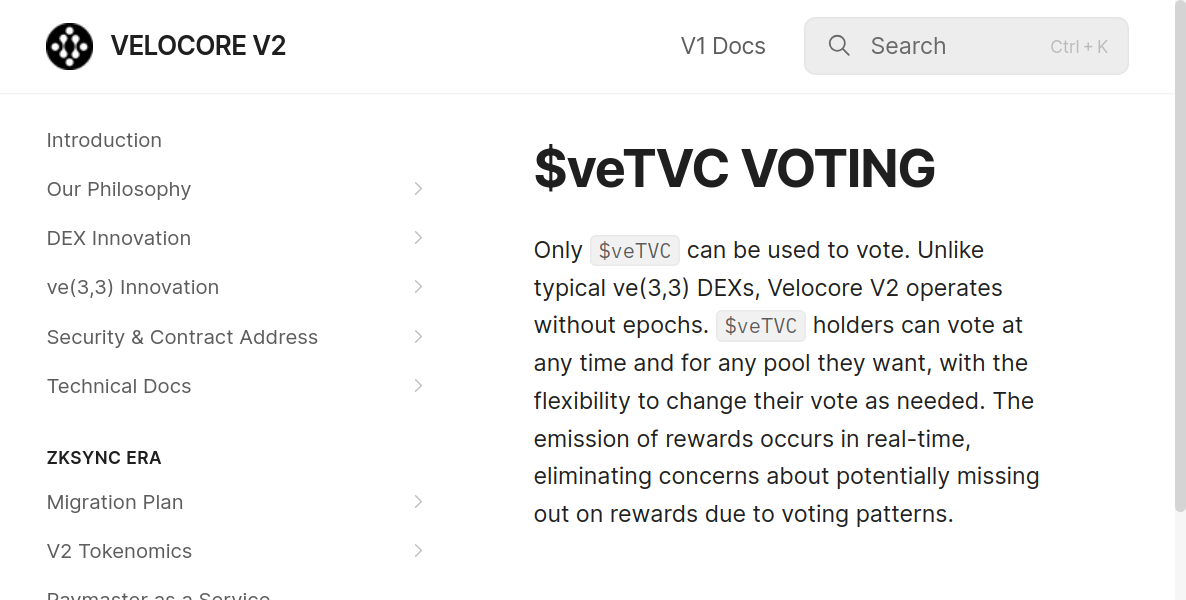 VELOCORE V2
V1 Docs
Search
Ctrl + K
Introduction
Our Philosophy
DEX Innovation
ve(3,3) Innovation
Security & Contract Address
Technical Docs
ZKSYNC ERA
Migration Plan
V2 Tokenomics
Paymaster as a Service
$veTVC VOTING
Only $veTVC can be used to vote. Unlike
typical ve(3,3) DEXs, Velocore V2 operates
without epochs. $veTVC holders can vote at
any time and for any pool they want, with the
flexibility to change their vote as needed. The
emission of rewards occurs in real-time,
eliminating concerns about potentially missing
out on rewards due to voting patterns.